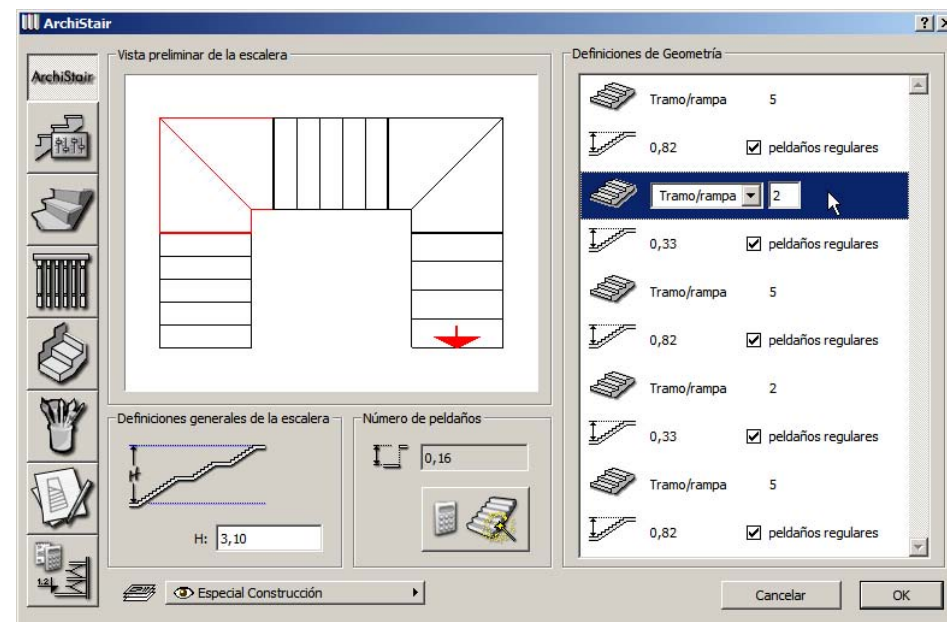 ArchiStair
Vista preliminar de la escalera
Definiciones de Geometría
ArchiStair
Tramo/rampa 5
0,82 peldaños regulares
Tramo/rampa 2
0,33 peldaños regulares
Tramo/rampa 5
0,82 peldaños regulares
Tramo/rampa 2
0,33 peldaños regulares
Tramo/rampa 5
0,82 peldaños regulares
Definiciones generales de la escalera
H
H: 3,10
Número de peldaños
0,16
1.2
Especial Construcción
Cancelar
OK